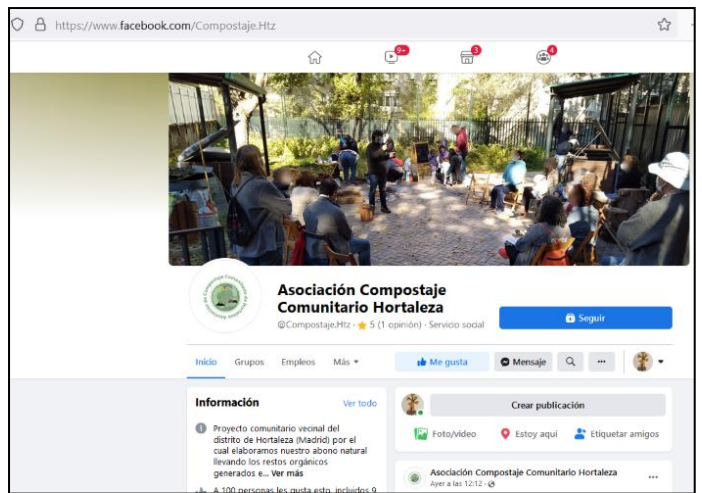 https://www.facebook.com/Compostaje.Htz
9+
3
4
Asociación Compostaje
Comunitario Hortaleza
@Compostaje.Htz · 5 (1 opinión) · Servicio social
Seguir
Inicio Grupos Empleos Más Me gusta Mensaje
Información Ver todo
Proyecto comunitario vecinal del
distrito de Hortaleza (Madrid) por el
cual elaboramos nuestro abono natural
llevando los restos orgánicos
generados e... Ver más
A 100 personas les gusta esto, incluidos 9
Crear publicación
Foto/video Estoy aquí Etiquetar amigos
Asociación Compostaje Comunitario Hortaleza
Ayer a las 12:12 ·